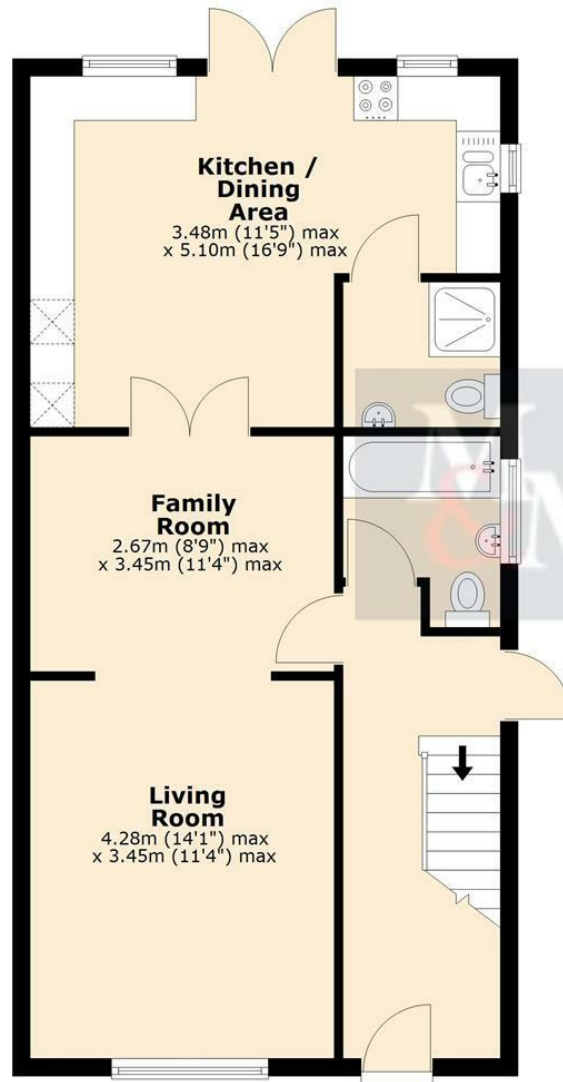 Kitchen /
Dining
Area
3.48m (11'5") max
x 5.10m (16'9") max
Family
Room
2.67m (8'9") max
x 3.45m (11'4") max
M
&M
Living
Room
4.28m (14'1") max
x 3.45m (11'4") max